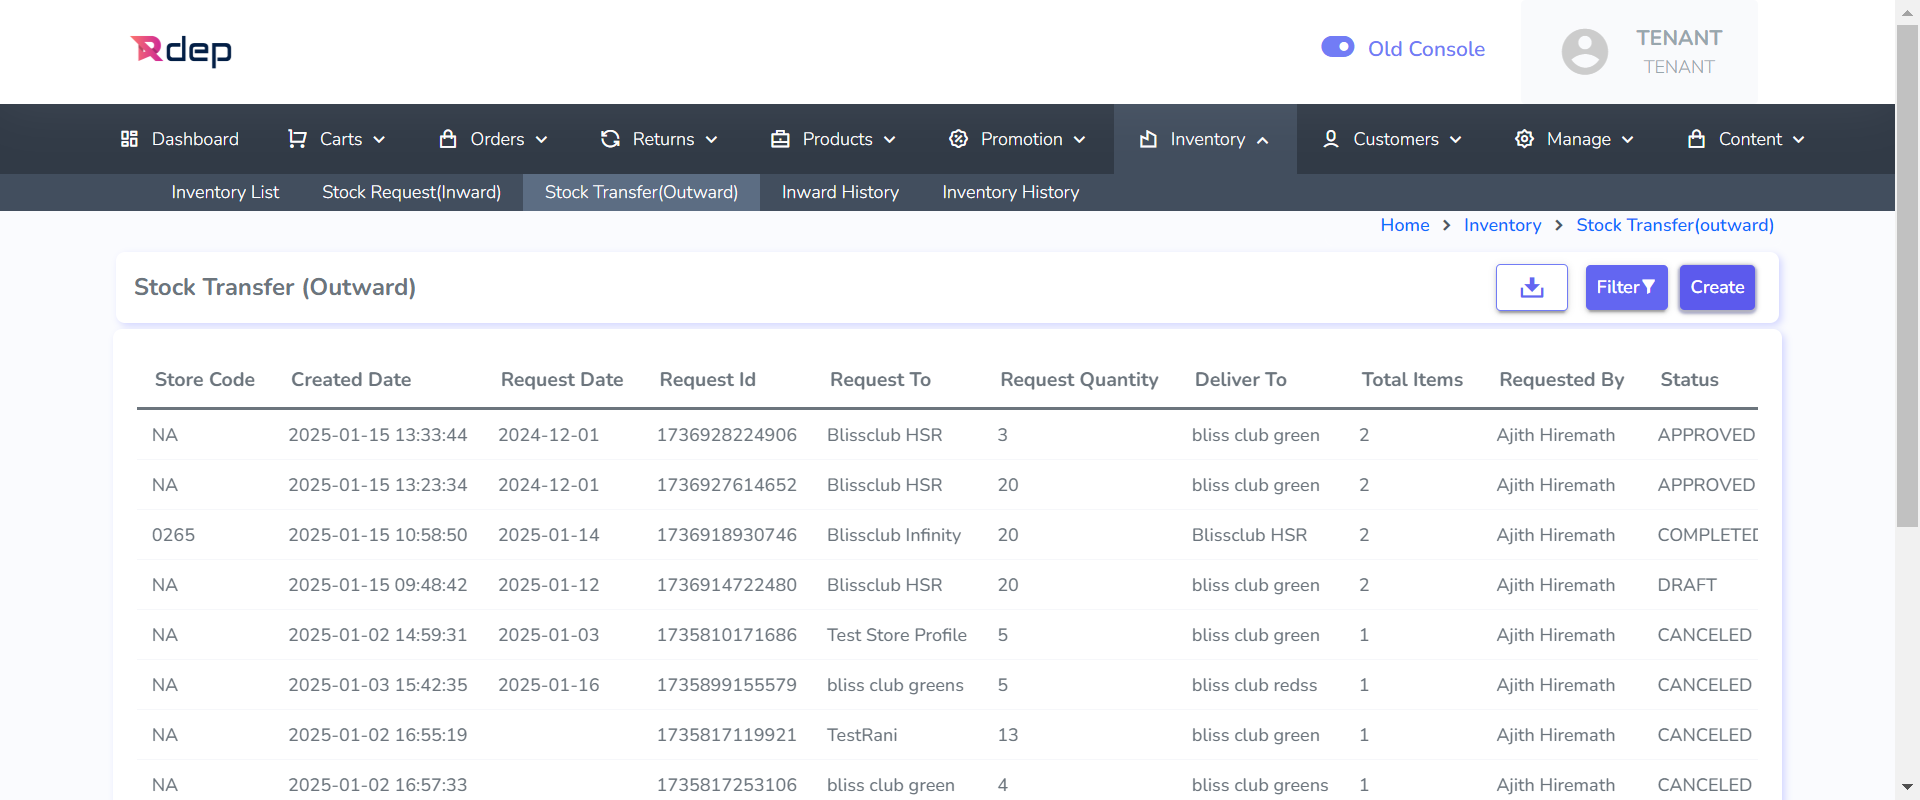 Rdep
Old Console
TENANT
TENANT
Dashboard Carts Orders Returns Products Promotion Inventory Customers Manage Content
Inventory List Stock Request(Inward) Stock Transfer(Outward) Inward History Inventory History
Home > Inventory > Stock Transfer(outward)
Stock Transfer (Outward) Filter Create
Store Code Created Date Request Date Request Id Request To Request Quantity Deliver To Total Items Requested By Status
NA 2025-01-15 13:33:44 2024-12-01 1736928224906 Blissclub HSR 3 bliss club green 2 Ajith Hiremath APPROVED
NA 2025-01-15 13:23:34 2024-12-01 1736927614652 Blissclub HSR 20 bliss club green 2 Ajith Hiremath APPROVED
0265 2025-01-15 10:58:50 2025-01-14 1736918930746 Blissclub Infinity 20 Blissclub HSR 2 Ajith Hiremath COMPLETED
NA 2025-01-15 09:48:42 2025-01-12 1736914722480 Blissclub HSR 20 bliss club green 2 Ajith Hiremath DRAFT
NA 2025-01-02 14:59:31 2025-01-03 1735810171686 Test Store Profile 5 bliss club green 1 Ajith Hiremath CANCELED
NA 2025-01-03 15:42:35 2025-01-16 1735899155579 bliss club greens 5 bliss club redss 1 Ajith Hiremath CANCELED
NA 2025-01-02 16:55:19 1735817119921 TestRani 13 bliss club green 1 Ajith Hiremath CANCELED
NA 2025-01-02 16:57:33 1735817253106 bliss club green 4 bliss club greens 1 Ajith Hiremath CANCELED